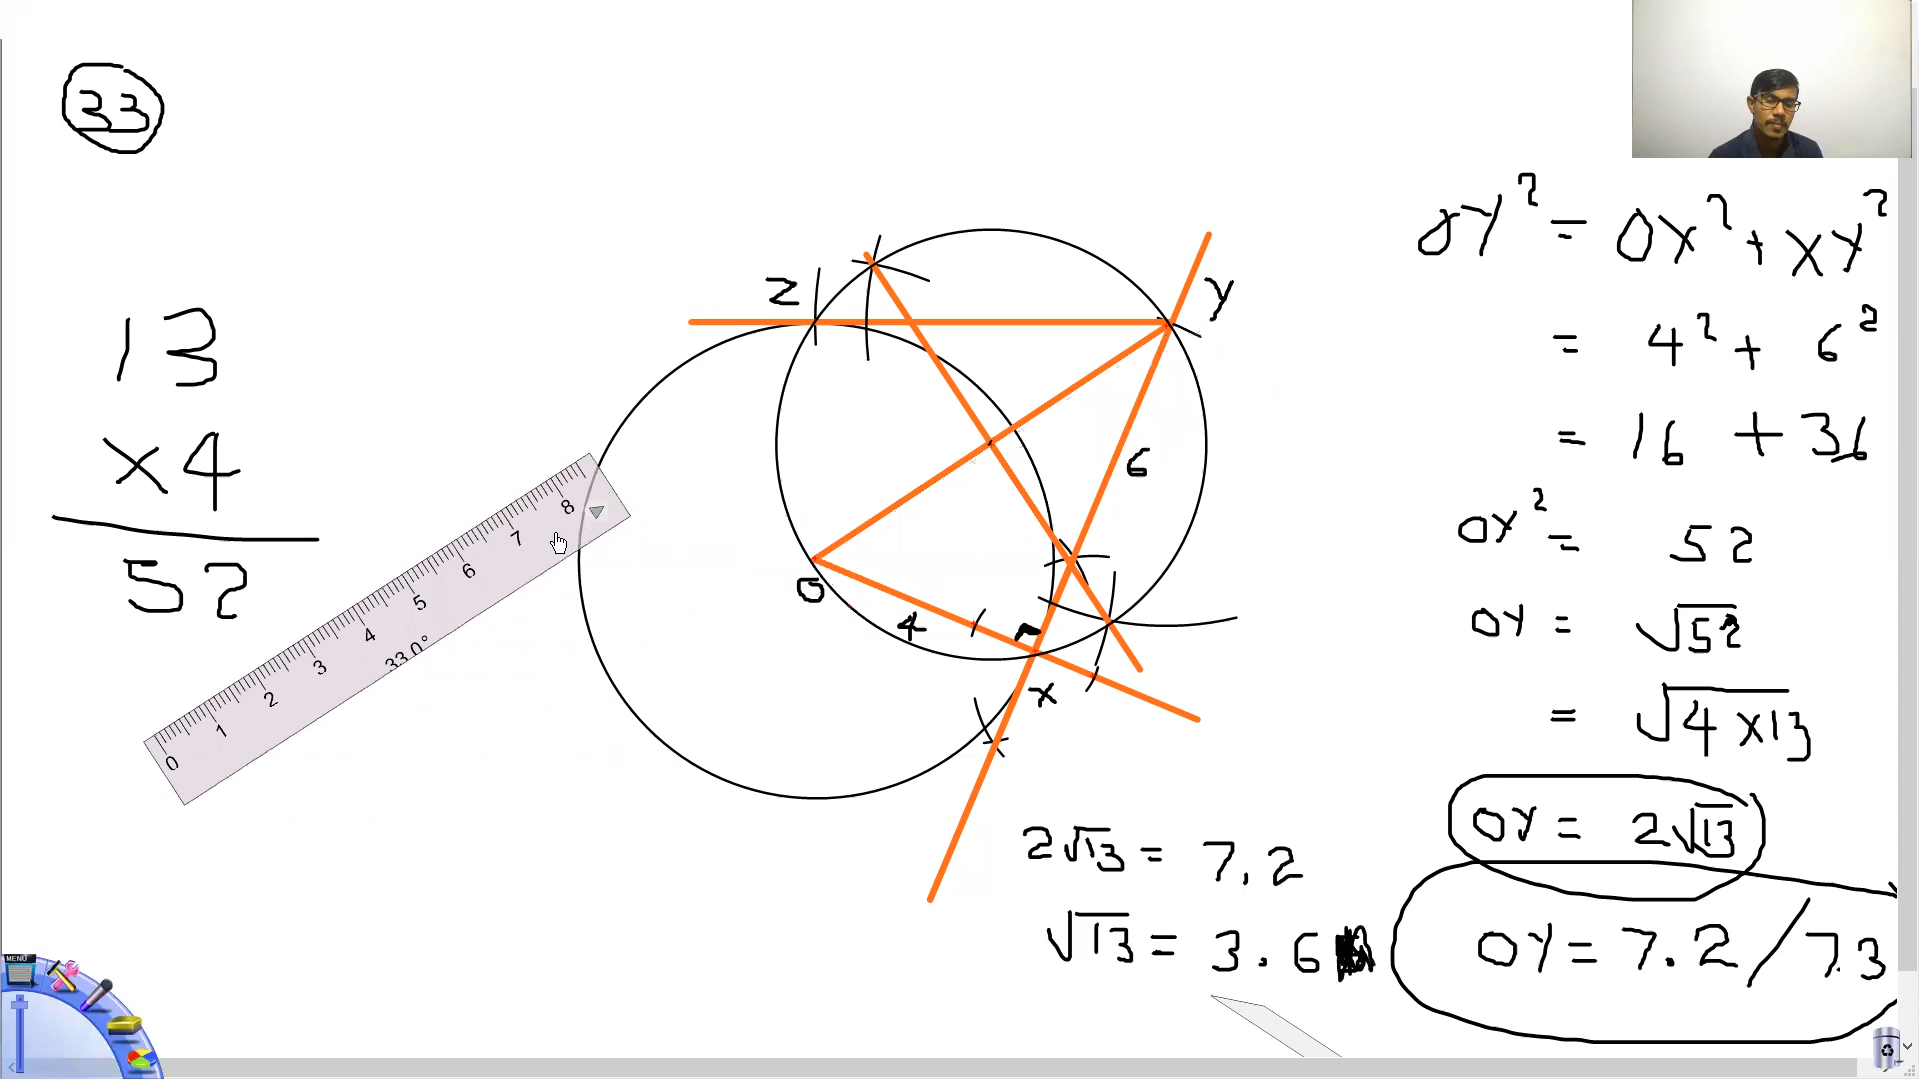 33
13
×4
52
0 1 2 3 4 5 6 7 8
33.0°
Z
Y
6
O
4
X
OY² = OX² + XY²
= 4² + 6²
= 16 + 36
OY² = 52
OY = √52
= √4×13
OY = 2√13
2√13 = 7.2
√13 = 3.6
OY = 7.2/7.3
MENU